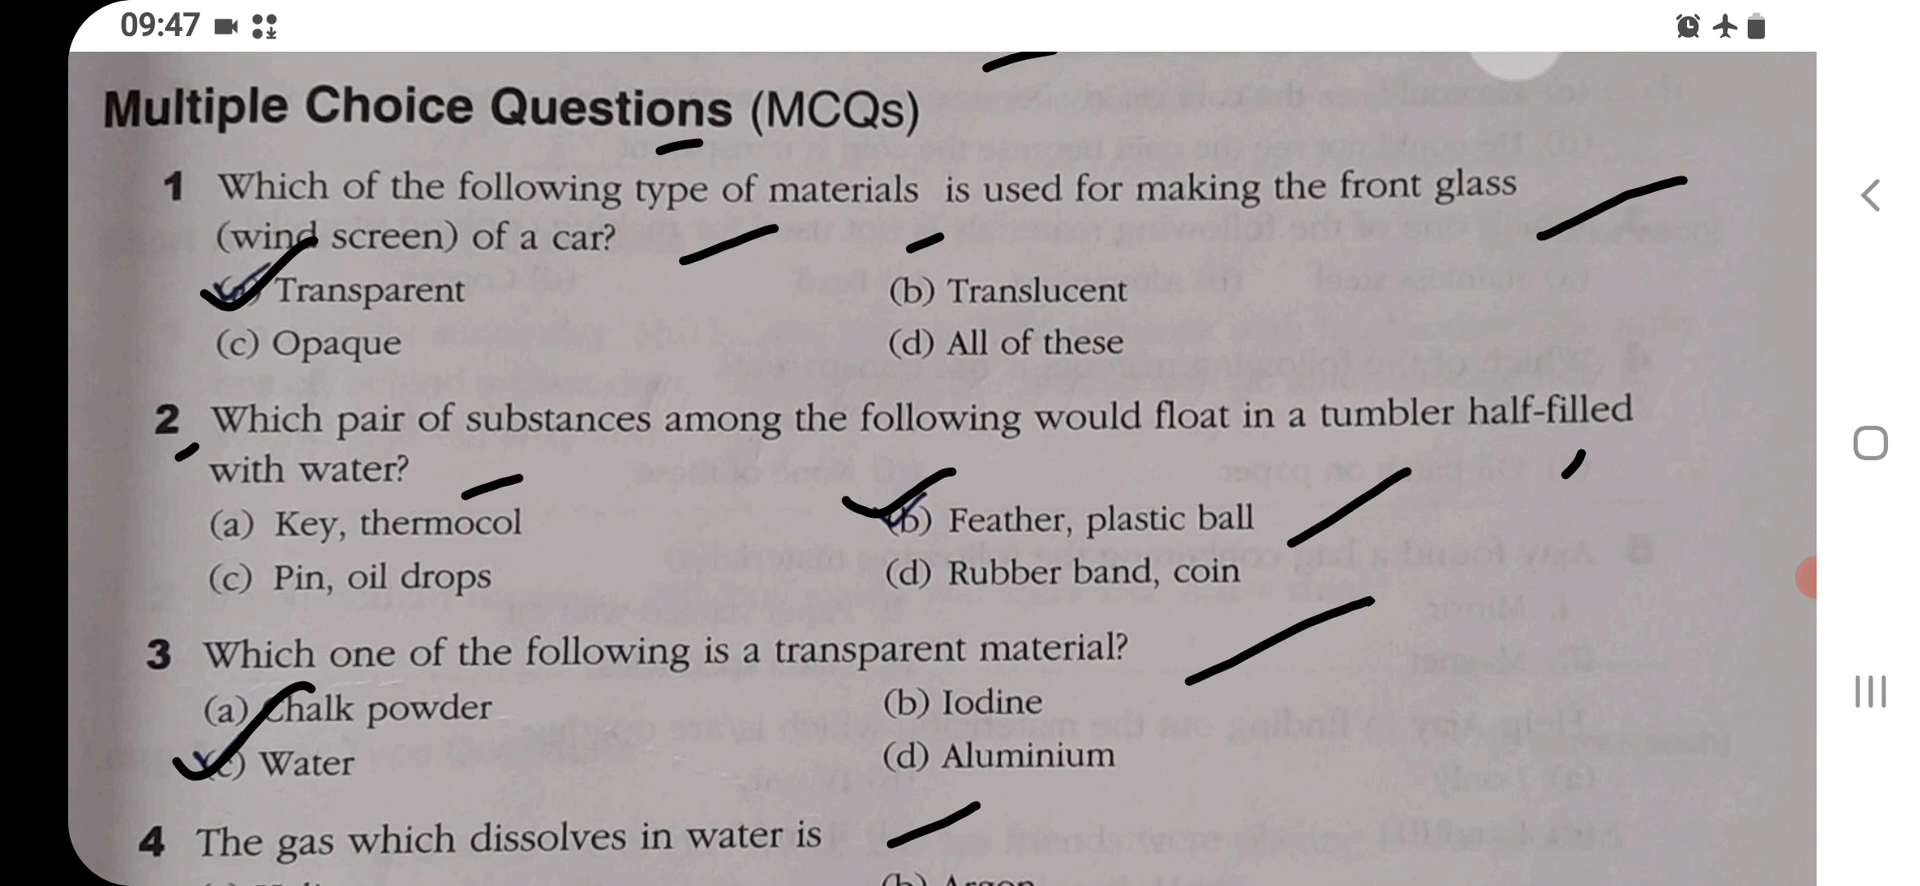 09:47
Multiple Choice Questions (MCQs)
1 Which of the following type of materials is used for making the front glass
(wind screen) of a car?
Transparent (b) Translucent
(c) Opaque (d) All of these
2 Which pair of substances among the following would float in a tumbler half-filled
with water?
(a) Key, thermocol (b) Feather, plastic ball
(c) Pin, oil drops (d) Rubber band, coin
3 Which one of the following is a transparent material?
(a) Chalk powder (b) Iodine
(c) Water (d) Aluminium
4 The gas which dissolves in water is
(b) Argon